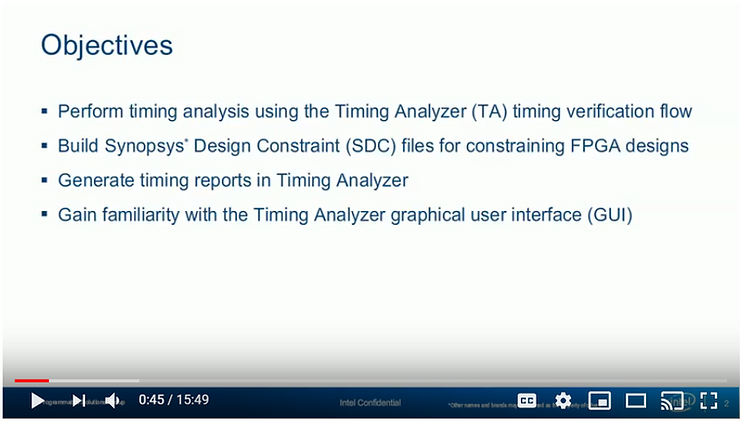 Objectives
▪ Perform timing analysis using the Timing Analyzer (TA) timing verification flow
▪ Build Synopsys* Design Constraint (SDC) files for constraining FPGA designs
▪ Generate timing reports in Timing Analyzer
▪ Gain familiarity with the Timing Analyzer graphical user interface (GUI)
0:45 / 15:49
Intel Confidential
*Other names and brands may
CC
intel
2